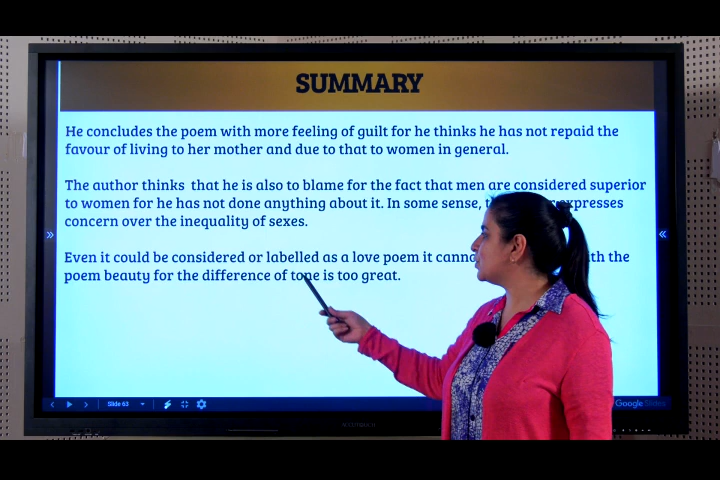 SUMMARY
He concludes the poem with more feeling of guilt for he thinks he has not repaid the
favour of living to her mother and due to that to women in general.
The author thinks that he is also to blame for the fact that men are considered superior
to women for he has not done anything about it. In some sense, expresses
concern over the inequality of sexes.
Even it could be considered or labelled as a love poem it the
poem beauty for the difference of tone is too great.
Slide 63
Google Slides